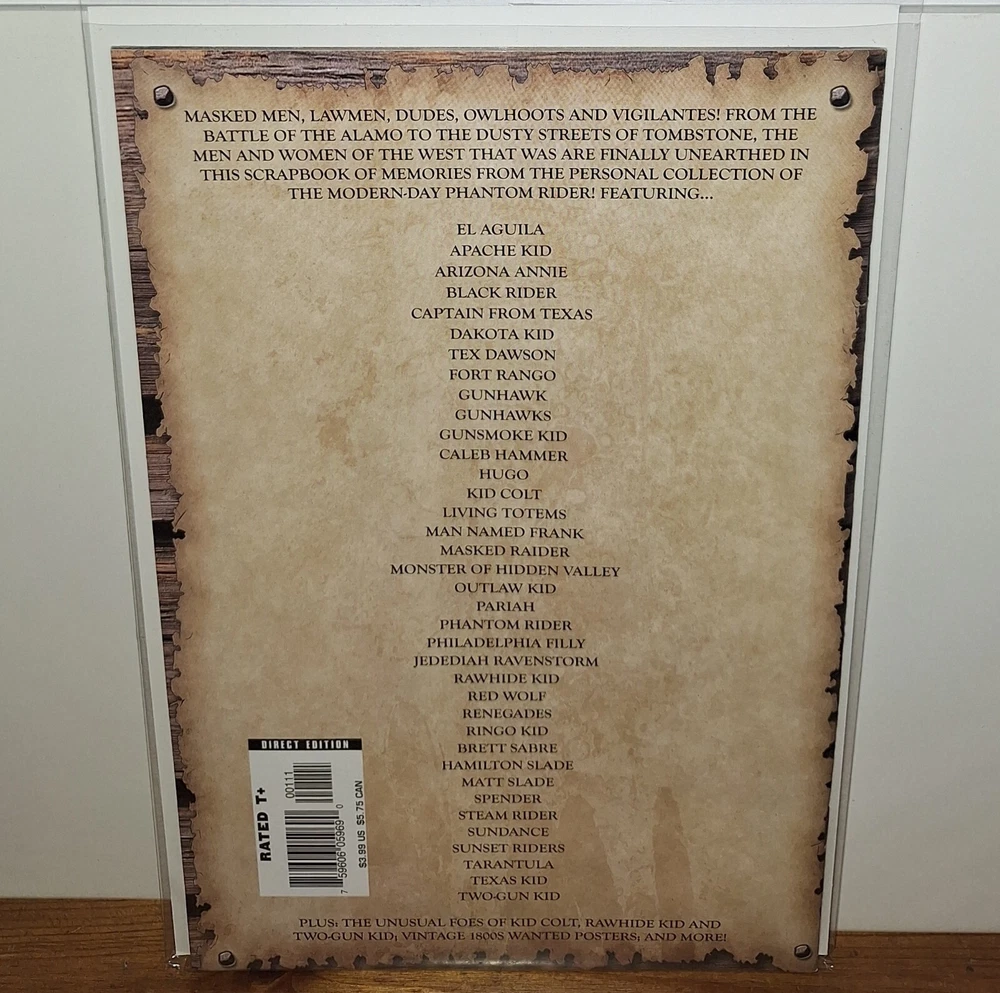 MASKED MEN, LAWMEN, DUDES, OWLHOOTS AND VIGILANTES! FROM THE
BATTLE OF THE ALAMO TO THE DUSTY STREETS OF TOMBSTONE, THE
MEN AND WOMEN OF THE WEST THAT WAS ARE FINALLY UNEARTHED IN
THIS SCRAPBOOK OF MEMORIES FROM THE PERSONAL COLLECTION OF
THE MODERN-DAY PHANTOM RIDER! FEATURING...
EL AGUILA
APACHE KID
ARIZONA ANNIE
BLACK RIDER
CAPTAIN FROM TEXAS
DAKOTA KID
TEX DAWSON
FORT RANGO
GUNHAWK
GUNHAWKS
GUNSMOKE KID
CALEB HAMMER
HUGO
KID COLT
LIVING TOTEMS
MAN NAMED FRANK
MASKED RAIDER
MONSTER OF HIDDEN VALLEY
OUTLAW KID
PARIAH
PHANTOM RIDER
PHILADELPHIA FILLY
JEDEDIAH RAVENSTORM
RAWHIDE KID
RED WOLF
RENEGADES
RINGO KID
BRETT SABRE
HAMILTON SLADE
MATT SLADE
SPENDER
STEAM RIDER
SUNDANCE
SUNSET RIDERS
TARANTULA
TEXAS KID
TWO-GUN KID
PLUS: THE UNUSUAL FOES OF KID COLT, RAWHIDE KID AND
TWO-GUN KID; VINTAGE 1800S WANTED POSTERS; AND MORE!
DIRECT EDITION
RATED T+
00111
7 59606 05969 0
$3.99 US $5.75 CAN